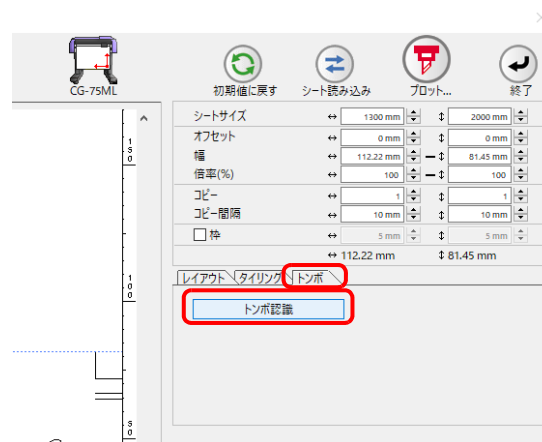 CG-75ML
初期値に戻す
シート読み込み
プロット...
終了
シートサイズ 1300 mm 2000 mm
オフセット 0 mm 0 mm
幅 112.22 mm 81.45 mm
倍率(%) 100 100
コピー 1 1
コピー間隔 10 mm 10 mm
枠 5 mm 5 mm
112.22 mm 81.45 mm
レイアウト タイリング トンボ
トンボ認識
150
100
50